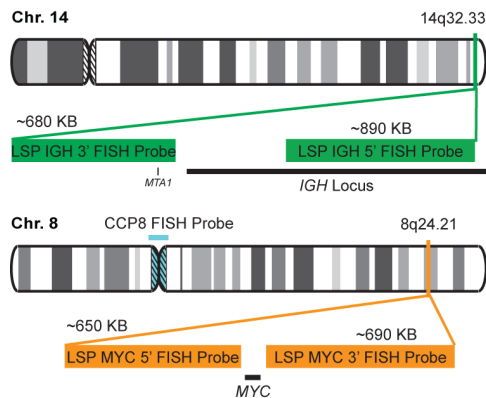 Chr. 14
14q32.33
~680 KB
~890 KB
LSP IGH 3' FISH Probe
LSP IGH 5' FISH Probe
MTA1
IGH Locus
Chr. 8
CCP8 FISH Probe
8q24.21
~650 KB
~690 KB
LSP MYC 5' FISH Probe
LSP MYC 3' FISH Probe
MYC